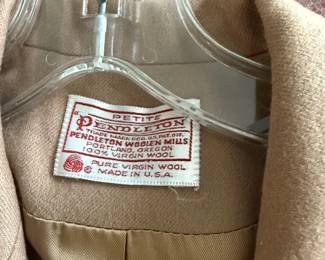 PETITE
PENDLETON
TRADE MARK REG. U.S. PAT. OFF.
PENDLETON WOOLEN MILLS
PORTLAND, OREGON
100% VIRGIN WOOL
PURE VIRGIN WOOL
MADE IN U.S.A.